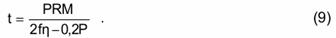 t = PRM / 2fη−0,2P . (9)